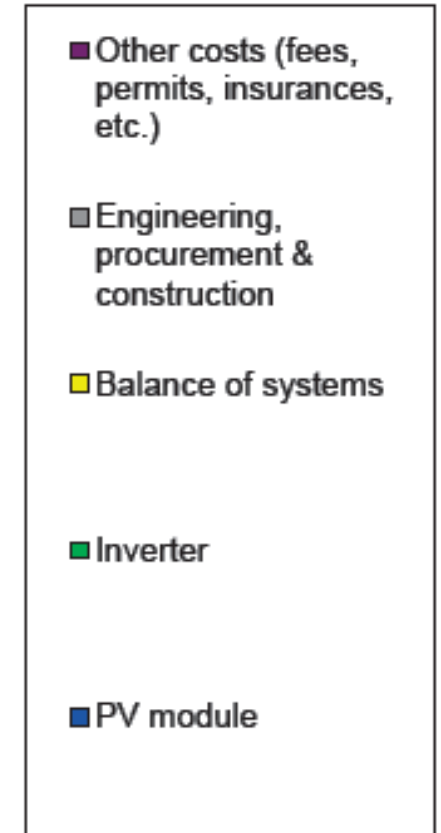 Other costs (fees,
permits, insurances,
etc.)
Engineering,
procurement &
construction
Balance of systems
Inverter
PV module